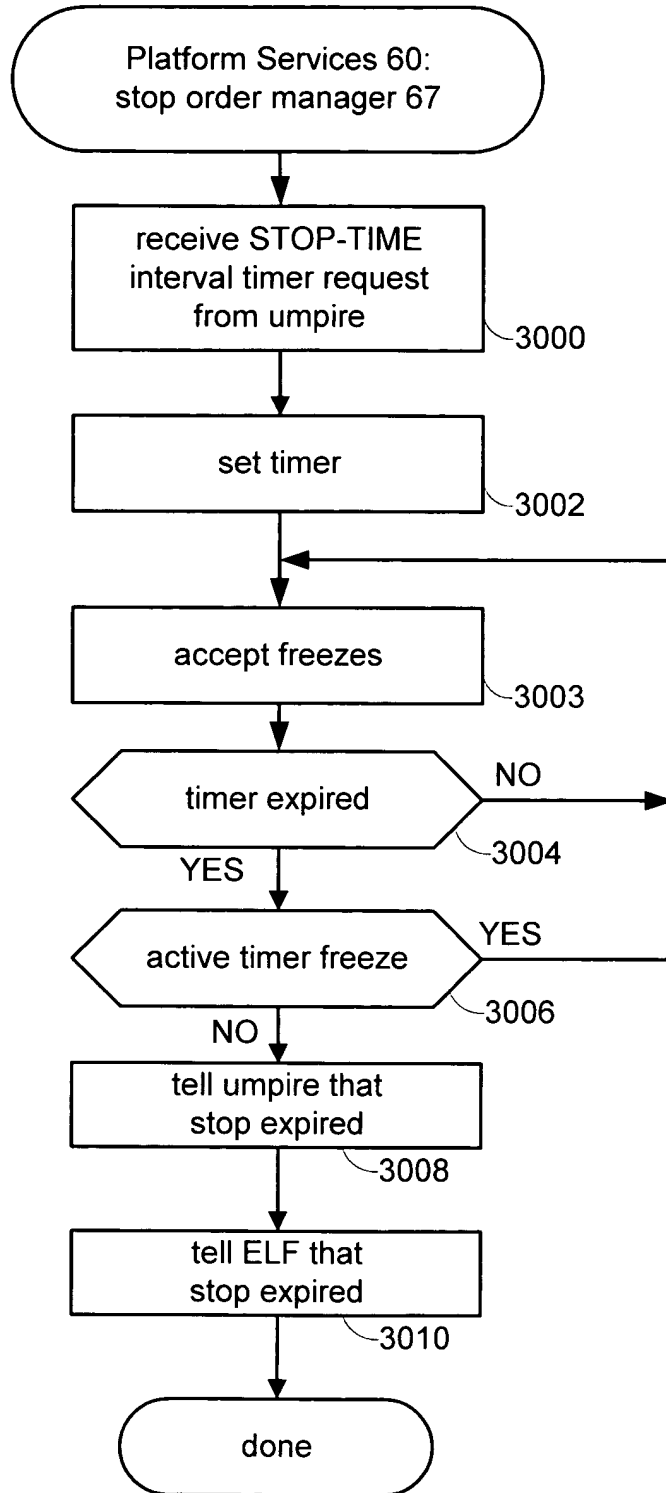 Platform Services 60:
stop order manager 67
receive STOP-TIME
interval timer request
from umpire
3000
set timer
3002
accept freezes
3003
timer expired
NO
3004
YES
active timer freeze
YES
3006
NO
tell umpire that
stop expired
3008
tell ELF that
stop expired
3010
done